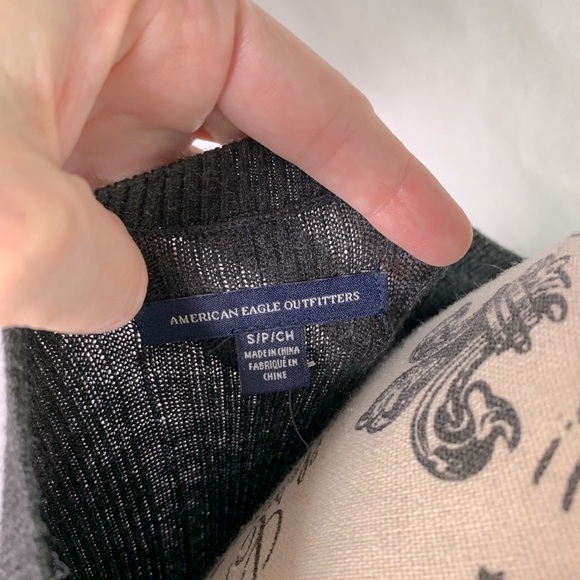 AMERICAN EAGLE OUTFITTERS
S/P/CH
MADE IN CHINA
FABRIQUÉ EN
CHINE